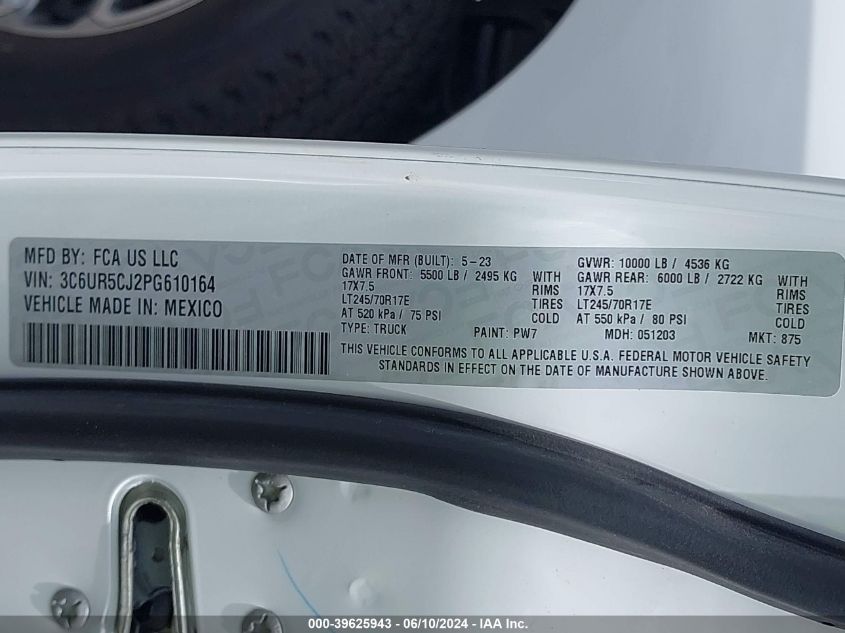 MFD BY: FCA US LLC
VIN: 3C6UR5CJ2PG610164
VEHICLE MADE IN: MEXICO
DATE OF MFR (BUILT): 5-23
GAWR FRONT: 5500 LB / 2495 KG WITH
17X7.5 RIMS
LT245/70R17E TIRES
AT 520 kPa / 75 PSI COLD
TYPE: TRUCK PAINT: PW7
GVWR: 10000 LB / 4536 KG
GAWR REAR: 6000 LB / 2722 KG WITH
17X7.5 RIMS
LT245/70R17E TIRES
AT 550 kPa / 80 PSI COLD
MDH: 051203 MKT: 875
THIS VEHICLE CONFORMS TO ALL APPLICABLE U.S.A. FEDERAL MOTOR VEHICLE SAFETY
STANDARDS IN EFFECT ON THE DATE OF MANUFACTURE SHOWN ABOVE.
000-39625943 - 06/10/2024 - IAA Inc.